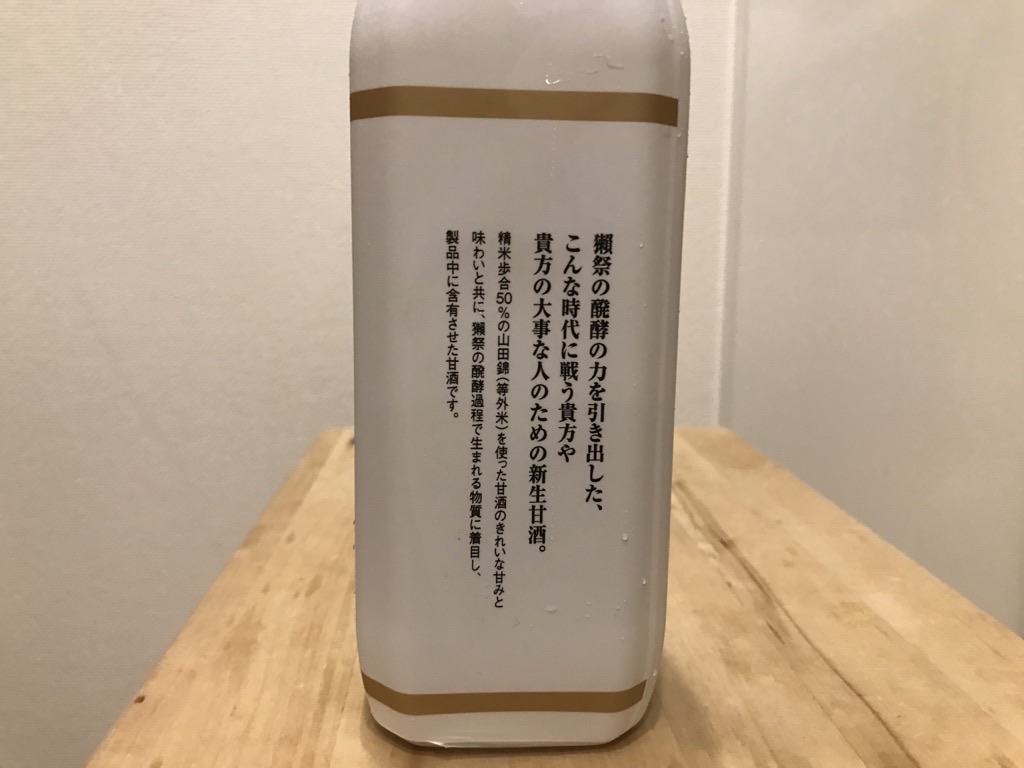 獺祭の醗酵の力を引き出した、
こんな時代に戦う貴方や
貴方の大事な人のための新生甘酒。
精米歩合50%の山田錦(等外米)を使った甘酒のきれいな甘みと
味わいと共に、獺祭の醗酵過程で生まれる物質に着目し、
製品中に含有させた甘酒です。